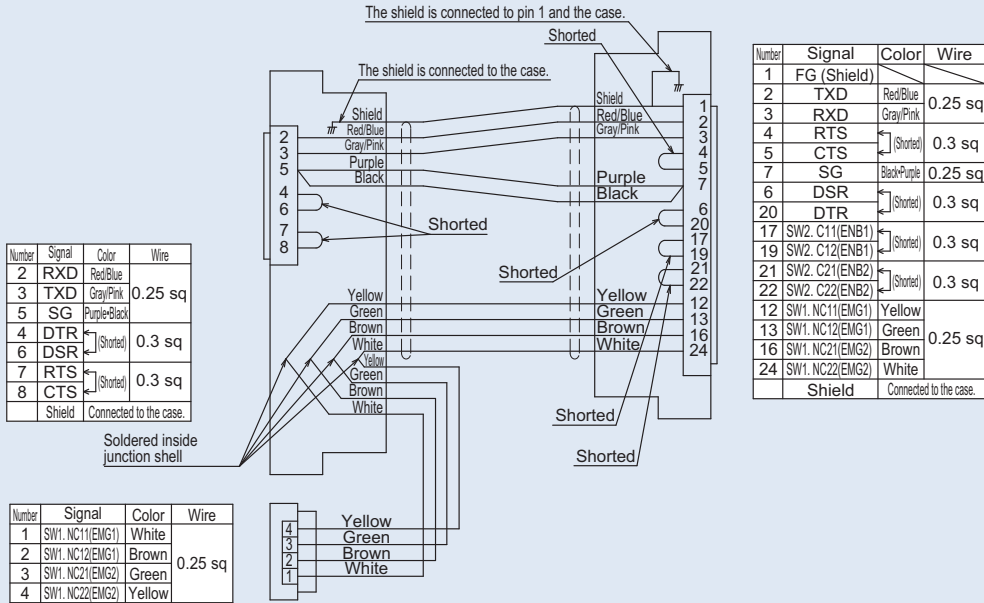 The shield is connected to pin 1 and the case.
Shorted
The shield is connected to the case.
Shield
Red/Blue
Gray/Pink
Purple
Black
2
3
5
4
6
7
8
Shorted
Shield
Red/Blue
Gray/Pink
Purple
Black
1
2
3
4
5
7
6
20
17
19
21
22
12
13
16
24
Shorted
Yellow
Green
Brown
White
Yellow
Green
Brown
White
Yellow
Green
Brown
White
Shorted
Shorted
Soldered inside
junction shell
4
3
2
1
Yellow
Green
Brown
White
Number Signal Color Wire
2 RXD Red/Blue 0.25 sq
3 TXD Gray/Pink
5 SG Purple•Black
4 DTR (Shorted) 0.3 sq
6 DSR
7 RTS (Shorted) 0.3 sq
8 CTS
Shield Connected to the case.
Number Signal Color Wire
1 SW1. NC11(EMG1) White 0.25 sq
2 SW1. NC12(EMG1) Brown
3 SW1. NC21(EMG2) Green
4 SW1. NC22(EMG2) Yellow
Number Signal Color Wire
1 FG (Shield)
2 TXD Red/Blue 0.25 sq
3 RXD Gray/Pink
4 RTS (Shorted) 0.3 sq
5 CTS
7 SG Black•Purple 0.25 sq
6 DSR (Shorted) 0.3 sq
20 DTR
17 SW2. C11(ENB1) (Shorted) 0.3 sq
19 SW2. C12(ENB1)
21 SW2. C21(ENB2) (Shorted) 0.3 sq
22 SW2. C22(ENB2)
12 SW1. NC11(EMG1) Yellow 0.25 sq
13 SW1. NC12(EMG1) Green
16 SW1. NC21(EMG2) Brown
24 SW1. NC22(EMG2) White
Shield Connected to the case.